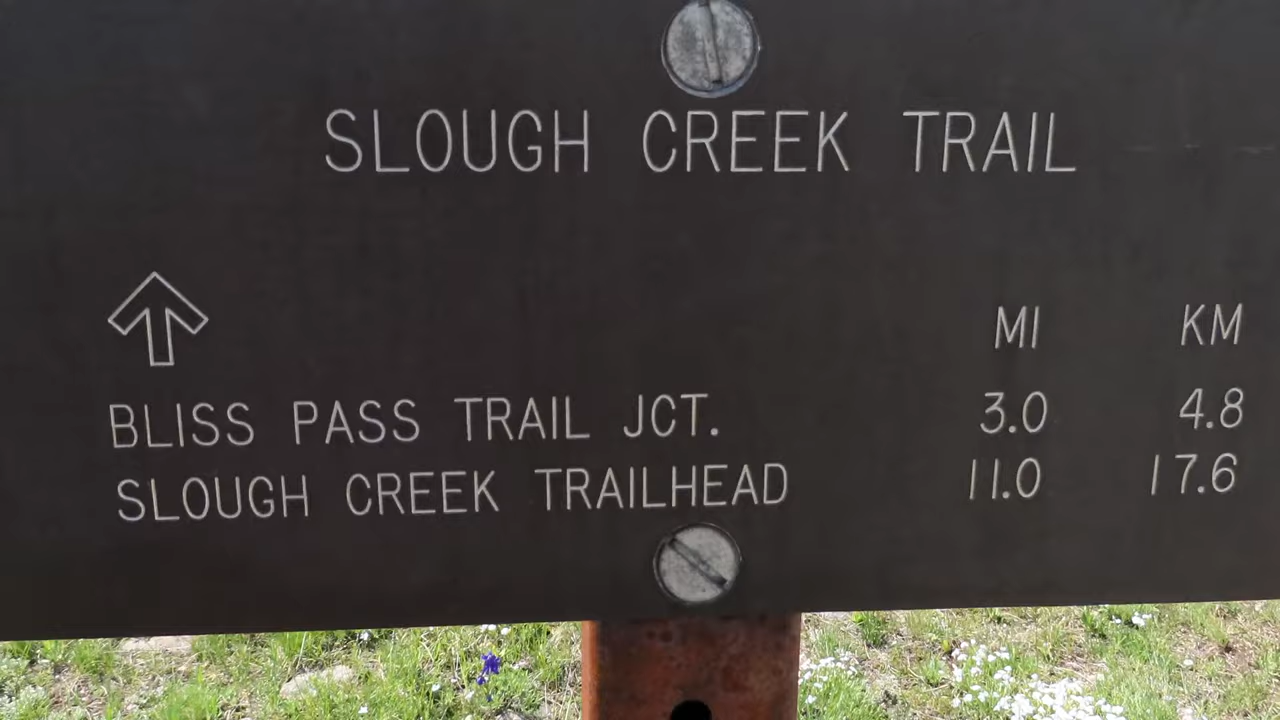 SLOUGH CREEK TRAIL
MI KM
BLISS PASS TRAIL JCT. 3.0 4.8
SLOUGH CREEK TRAILHEAD 11.0 17.6